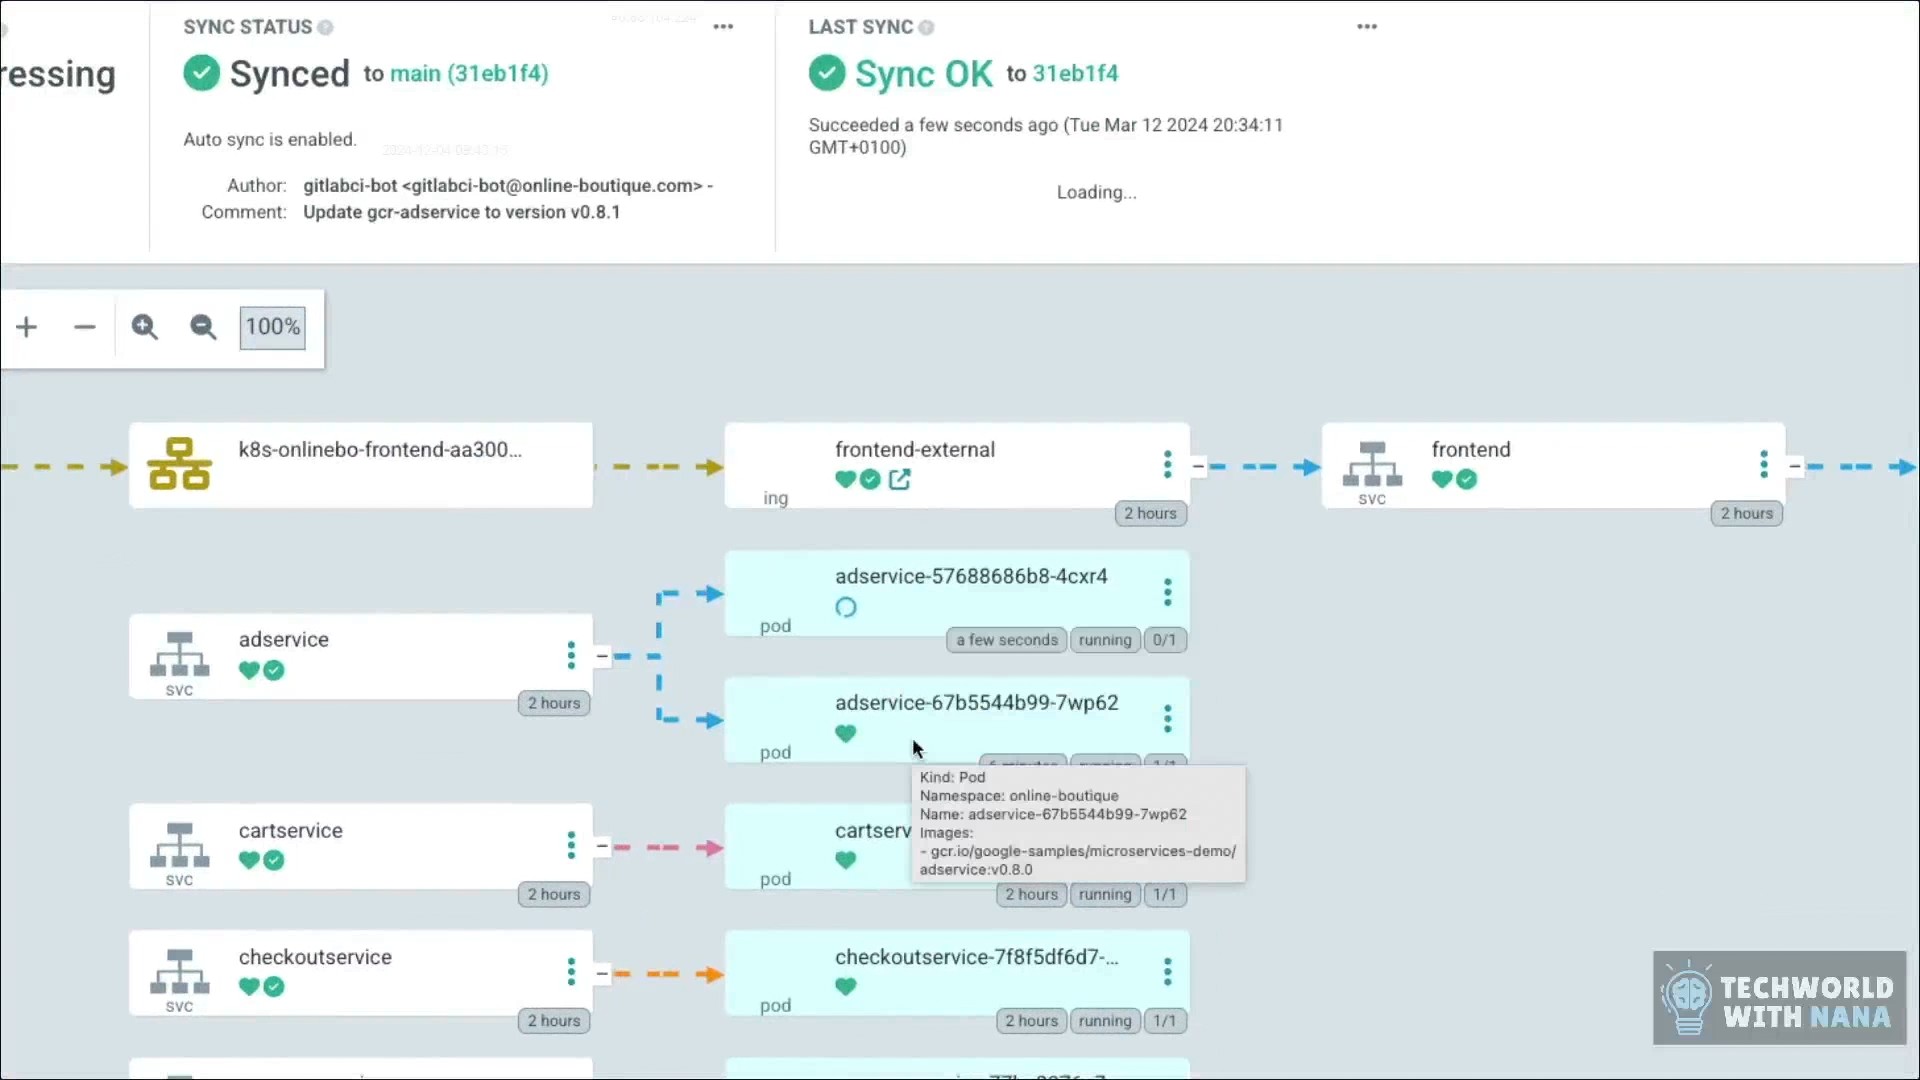 ressing
SYNC STATUS
Synced to main (31eb1f4)
Auto sync is enabled.
Author: gitlabci-bot <gitlabci-bot@online-boutique.com> -
Comment: Update gcr-adservice to version v0.8.1
LAST SYNC
Sync OK to 31eb1f4
Succeeded a few seconds ago (Tue Mar 12 2024 20:34:11
GMT+0100)
Loading...
100%
k8s-onlinebo-frontend-aa300...
frontend-external
ing
2 hours
frontend
svc
2 hours
adservice
svc
2 hours
adservice-57688686b8-4cxr4
pod
a few seconds running 0/1
adservice-67b5544b99-7wp62
pod
6 minutes running 1/1
Kind: Pod
Namespace: online-boutique
Name: adservice-67b5544b99-7wp62
Images:
- gcr.io/google-samples/microservices-demo/
adservice:v0.8.0
cartservice
svc
2 hours
cartserv
pod
2 hours running 1/1
checkoutservice
svc
2 hours
checkoutservice-7f8f5df6d7-...
pod
2 hours running 1/1
TECHWORLD
WITH NANA